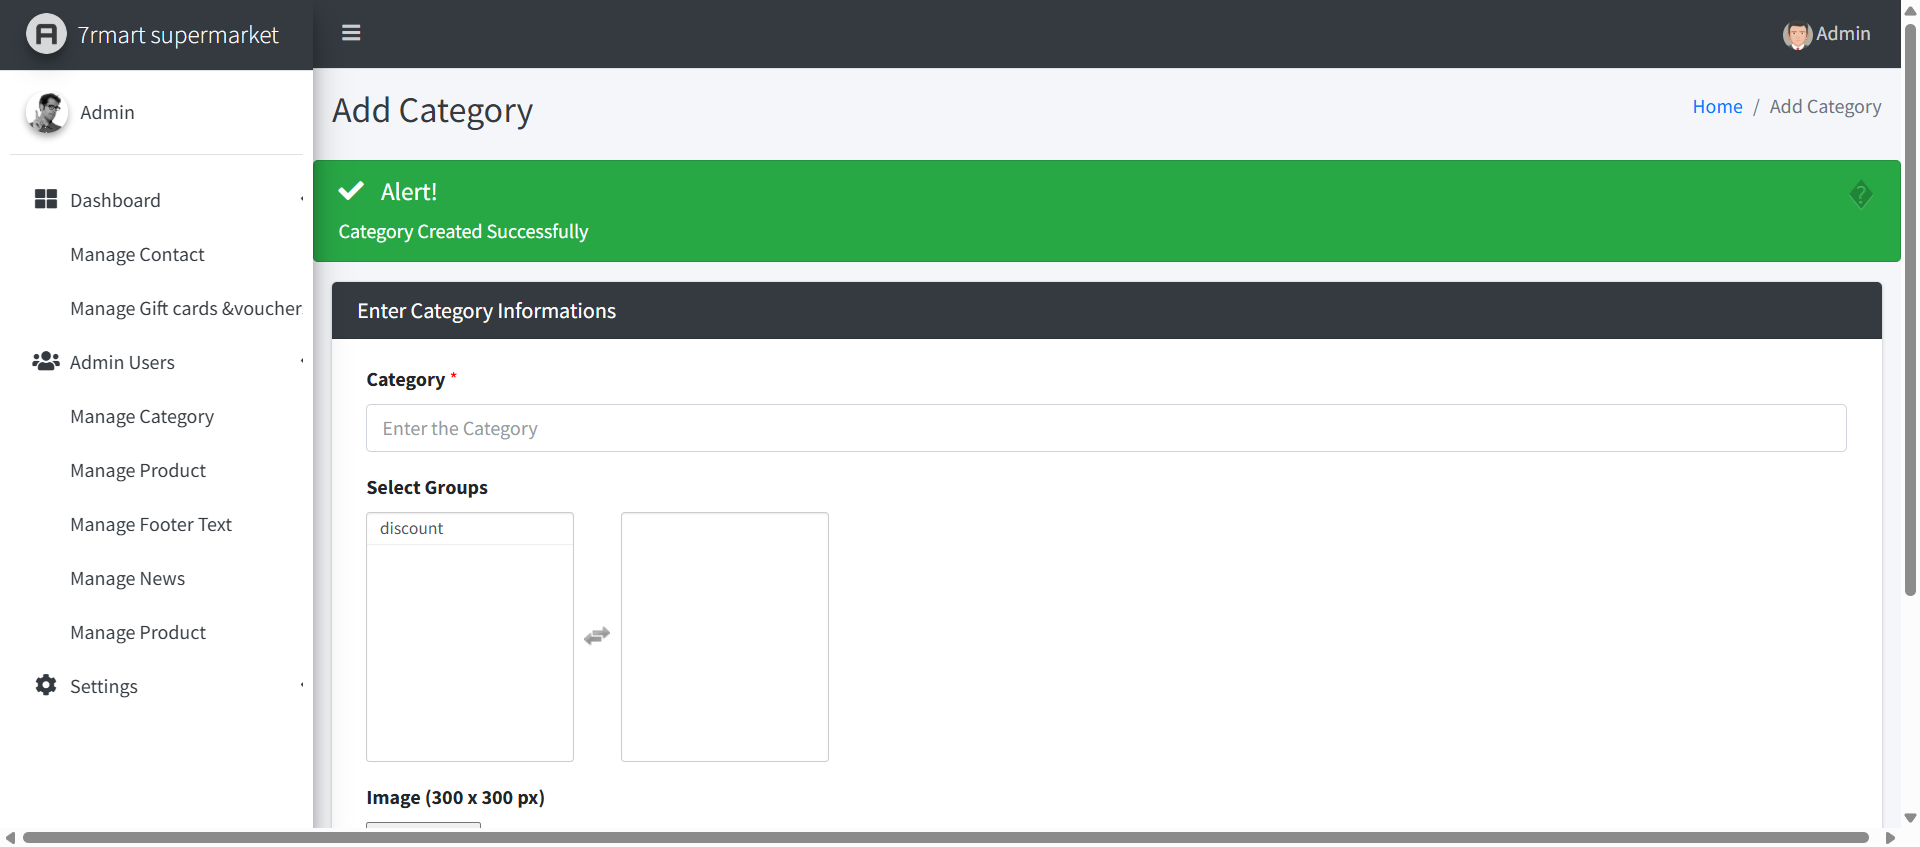 7rmart supermarket
Admin
Admin
Dashboard
Manage Contact
Manage Gift cards &voucher
Admin Users
Manage Category
Manage Product
Manage Footer Text
Manage News
Manage Product
Settings
Add Category
Home / Add Category
Alert!
Category Created Successfully
Enter Category Informations
Category *
Enter the Category
Select Groups
discount
Image (300 x 300 px)